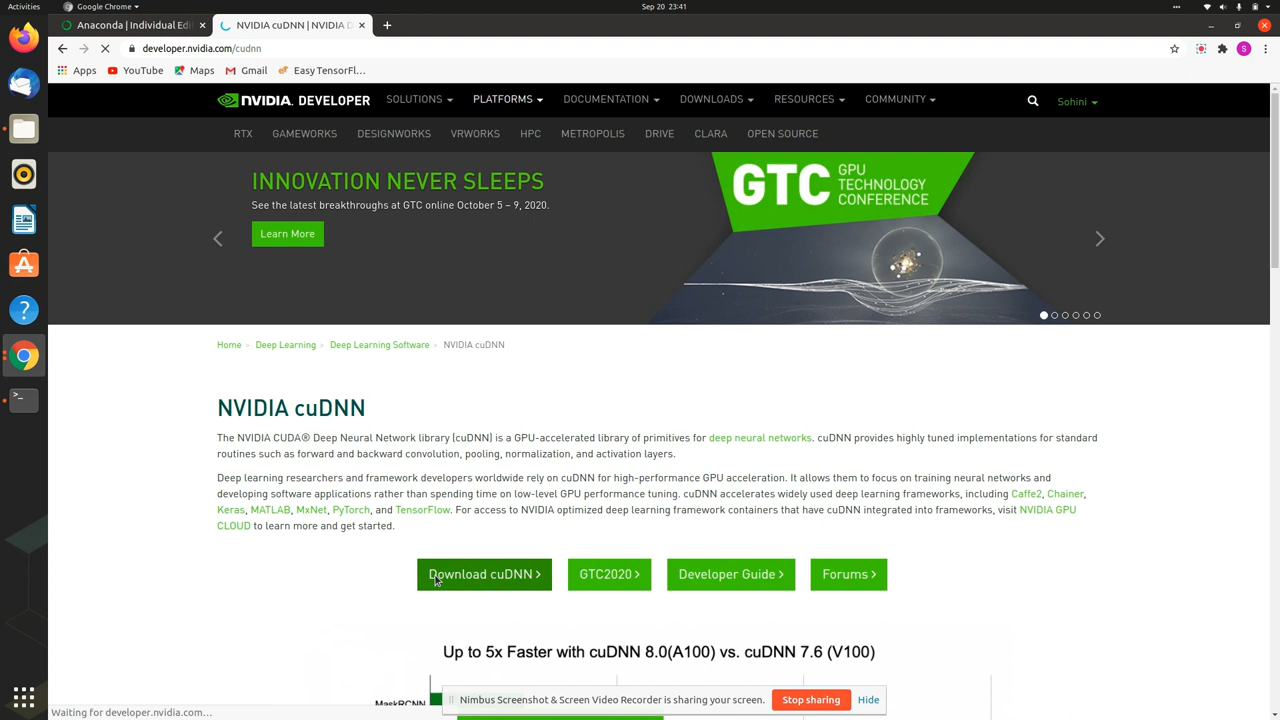 Activities
Google Chrome
Sep 20 23:41
Anaconda | Individual Edi
NVIDIA cuDNN | NVIDIA D
developer.nvidia.com/cudnn
S
Apps
YouTube
Maps
Gmail
Easy TensorFl...
NVIDIA. DEVELOPER
SOLUTIONS
PLATFORMS
DOCUMENTATION
DOWNLOADS
RESOURCES
COMMUNITY
Sohini
RTX
GAMEWORKS
DESIGNWORKS
VRWORKS
HPC
METROPOLIS
DRIVE
CLARA
OPEN SOURCE
INNOVATION NEVER SLEEPS
See the latest breakthroughs at GTC online October 5 – 9, 2020.
Learn More
GTC
GPU
TECHNOLOGY
CONFERENCE
Home
Deep Learning
Deep Learning Software
NVIDIA cuDNN
NVIDIA cuDNN
The NVIDIA CUDA® Deep Neural Network library (cuDNN) is a GPU-accelerated library of primitives for deep neural networks. cuDNN provides highly tuned implementations for standard
routines such as forward and backward convolution, pooling, normalization, and activation layers.
Deep learning researchers and framework developers worldwide rely on cuDNN for high-performance GPU acceleration. It allows them to focus on training neural networks and
developing software applications rather than spending time on low-level GPU performance tuning. cuDNN accelerates widely used deep learning frameworks, including Caffe2, Chainer,
Keras, MATLAB, MxNet, PyTorch, and TensorFlow. For access to NVIDIA optimized deep learning framework containers that have cuDNN integrated into frameworks, visit NVIDIA GPU
CLOUD to learn more and get started.
Download cuDNN >
GTC2020 >
Developer Guide >
Forums >
Up to 5x Faster with cuDNN 8.0(A100) vs. cuDNN 7.6 (V100)
MaskRCNN
Nimbus Screenshot & Screen Video Recorder is sharing your screen.
Stop sharing
Hide
Waiting for developer.nvidia.com...